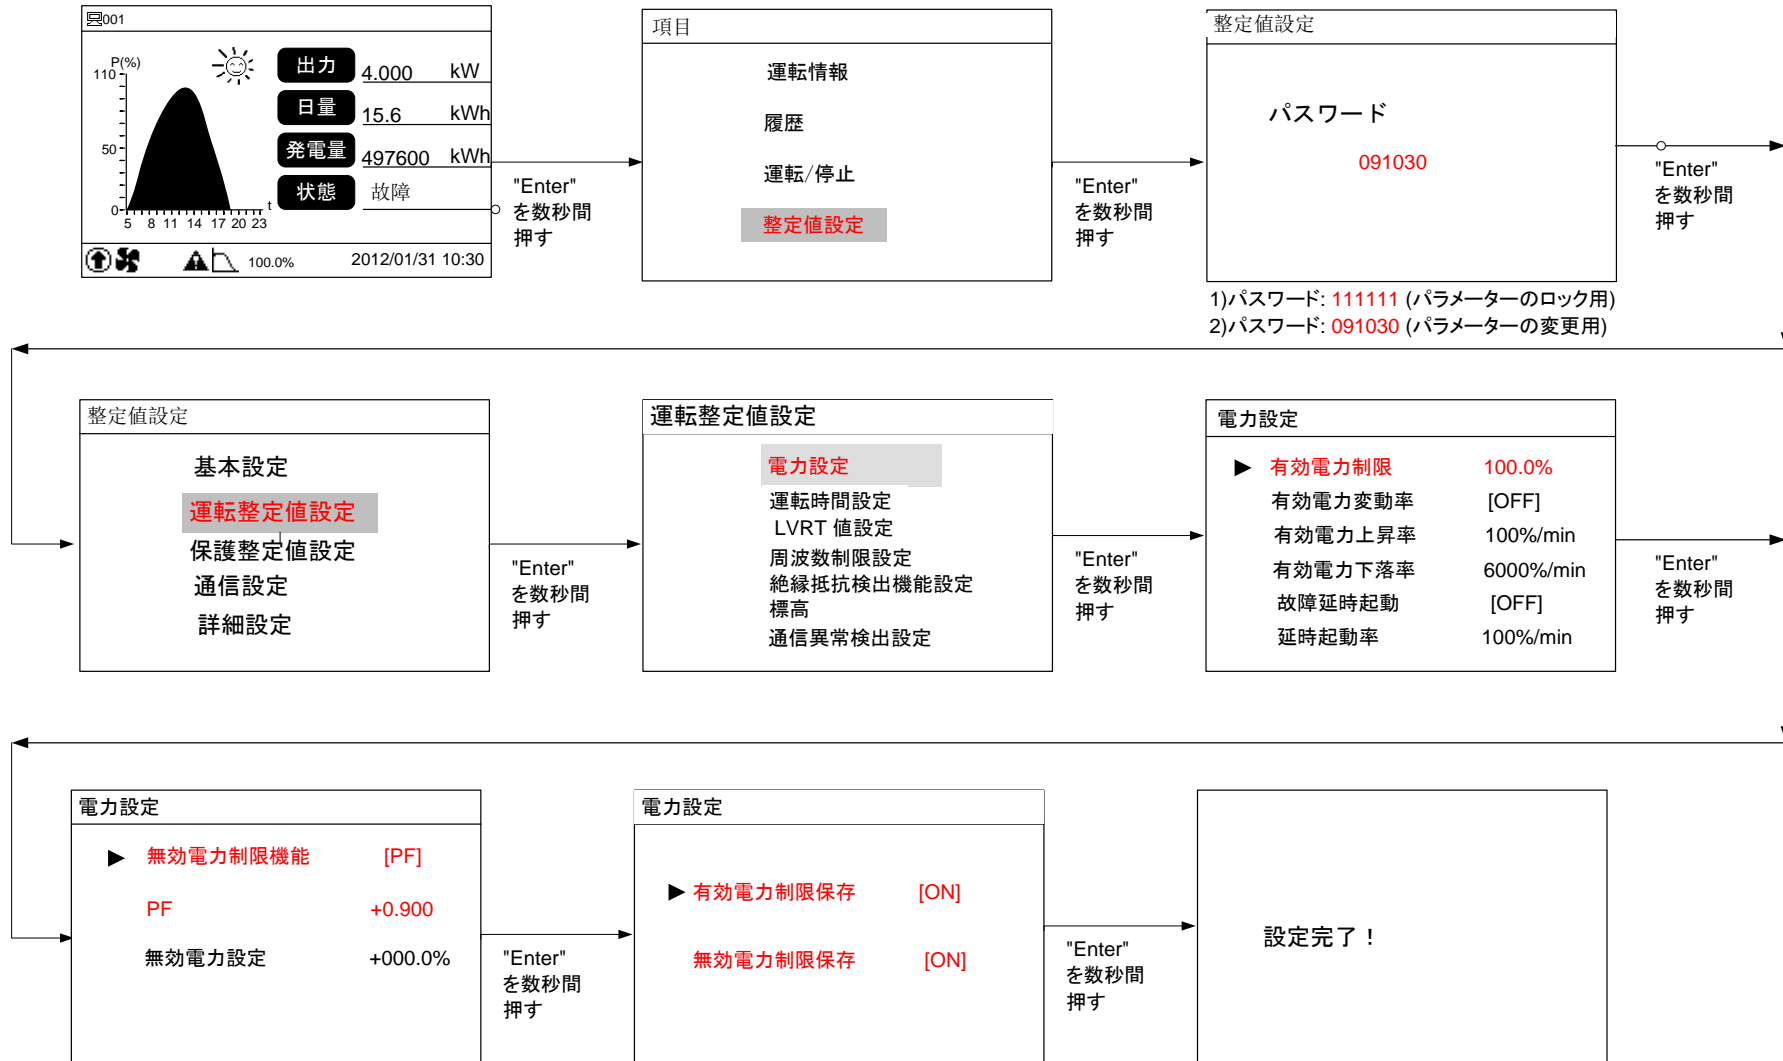 001
P(%)
110
50
0
5 8 11 14 17 20 23
t
出力 4.000 kW
日量 15.6 kWh
発電量 497600 kWh
状態 故障
100.0%
2012/01/31 10:30
"Enter"
を数秒間
押す
項目
運転情報
履歴
運転/停止
整定値設定
"Enter"
を数秒間
押す
整定値設定
パスワード
091030
1)パスワード: 111111 (パラメーターのロック用)
2)パスワード: 091030 (パラメーターの変更用)
"Enter"
を数秒間
押す
整定値設定
基本設定
運転整定値設定
保護整定値設定
通信設定
詳細設定
"Enter"
を数秒間
押す
運転整定値設定
電力設定
運転時間設定
LVRT 値設定
周波数制限設定
絶縁抵抗検出機能設定
標高
通信異常検出設定
"Enter"
を数秒間
押す
電力設定
▶ 有効電力制限 100.0%
有効電力変動率 [OFF]
有効電力上昇率 100%/min
有効電力下落率 6000%/min
故障延時起動 [OFF]
延時起動率 100%/min
"Enter"
を数秒間
押す
電力設定
▶ 無効電力制限機能 [PF]
PF +0.900
無効電力設定 +000.0%
"Enter"
を数秒間
押す
電力設定
▶ 有効電力制限保存 [ON]
無効電力制限保存 [ON]
"Enter"
を数秒間
押す
設定完了！